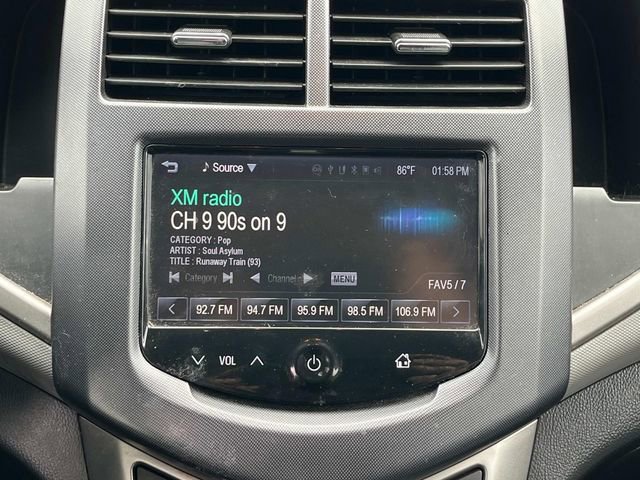 Source 86°F 01:58 PM
XM radio
CH 9 90s on 9
CATEGORY : Pop
ARTIST : Soul Asylum
TITLE : Runaway Train (93)
Category Channel MENU FAV5 / 7
92.7 FM 94.7 FM 95.9 FM 98.5 FM 106.9 FM
VOL